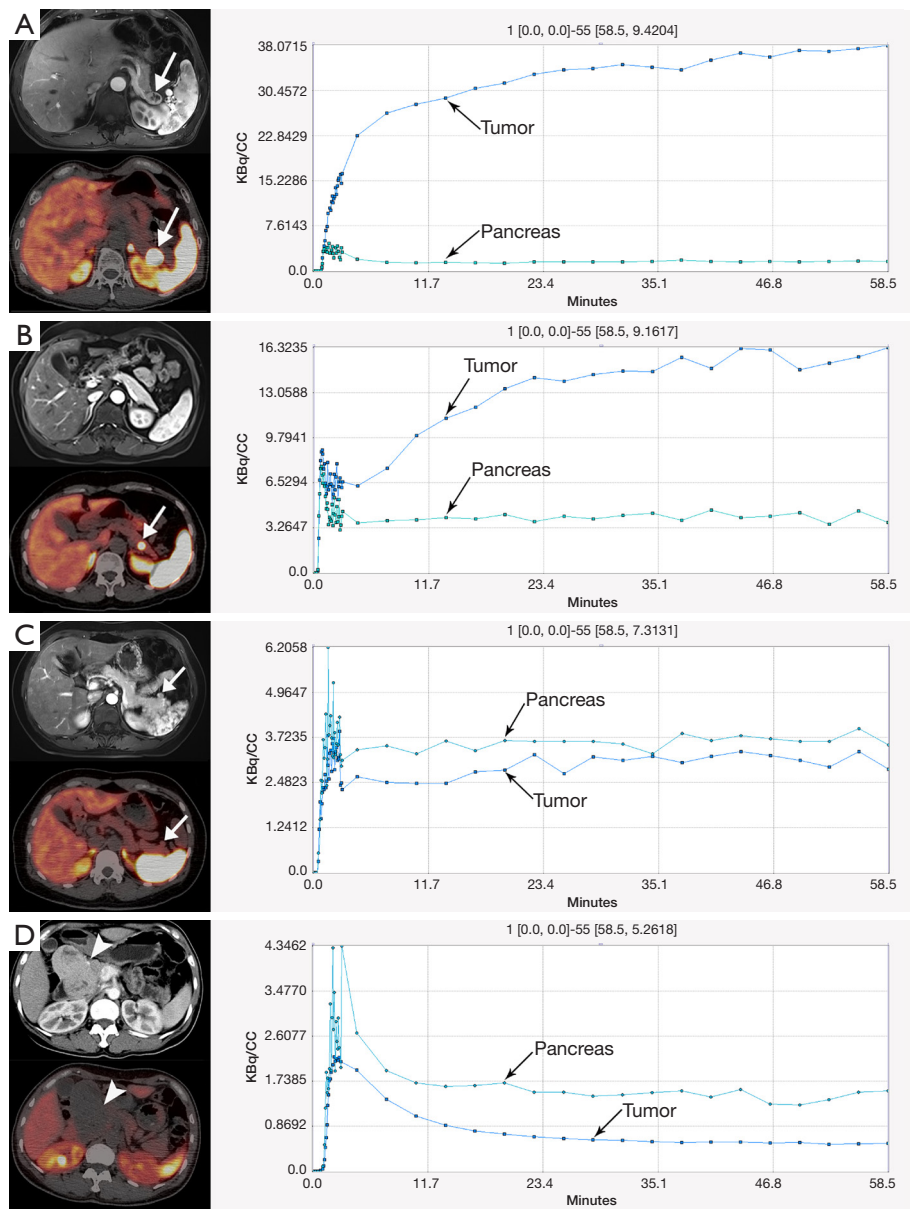 A
1 [0.0, 0.0]-55 [58.5, 9.4204]
38.0715
30.4572
22.8429
15.2286
7.6143
0.0
KBq/CC
Tumor
Pancreas
0.0 11.7 23.4 35.1 46.8 58.5
Minutes
B
1 [0.0, 0.0]-55 [58.5, 9.1617]
16.3235
13.0588
9.7941
6.5294
3.2647
0.0
KBq/CC
Tumor
Pancreas
0.0 11.7 23.4 35.1 46.8 58.5
Minutes
C
1 [0.0, 0.0]-55 [58.5, 7.3131]
6.2058
4.9647
3.7235
2.4823
1.2412
0.0
KBq/CC
Pancreas
Tumor
0.0 11.7 23.4 35.1 46.8 58.5
Minutes
D
1 [0.0, 0.0]-55 [58.5, 5.2618]
4.3462
3.4770
2.6077
1.7385
0.8692
0.0
KBq/CC
Pancreas
Tumor
0.0 11.7 23.4 35.1 46.8 58.5
Minutes